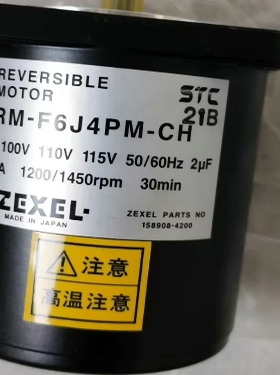 REVERSIBLE STC
MOTOR 21B
RM-F6J4PM-CH
100V 110V 115V 50/60Hz 2µF
A 1200/1450rpm 30min
ZEXEL
MADE IN JAPAN
ZEXEL PARTS NO
158908-4200
注意
高温注意